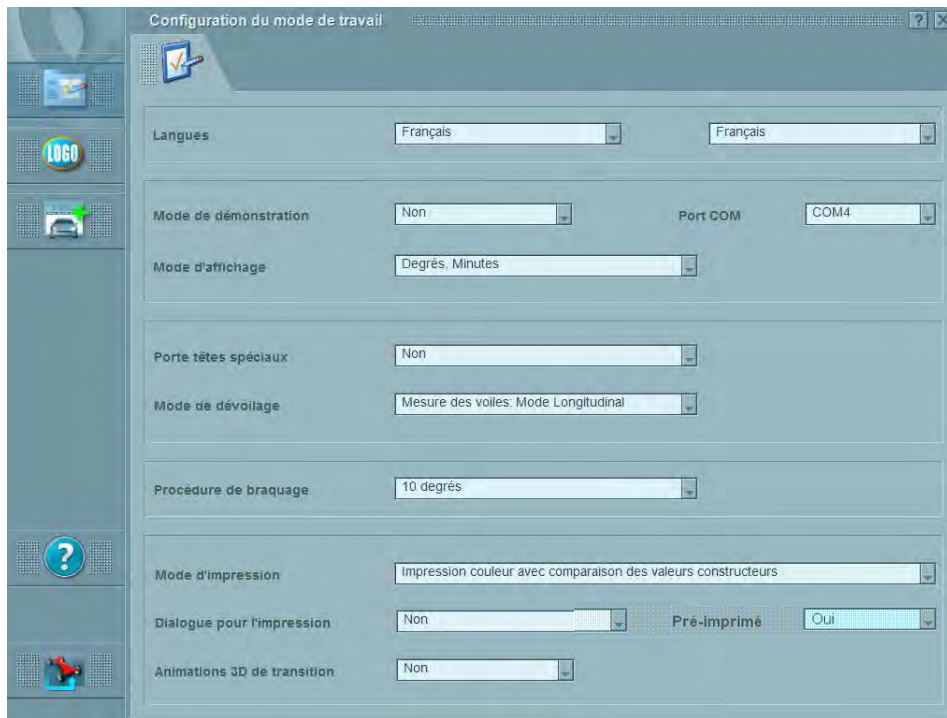 Configuration du mode de travail ?
Langues Français Français
LOGO
Mode de démonstration Non Port COM COM4
Mode d'affichage Degrés, Minutes
Porte têtes spéciaux Non
Mode de dévoilage Mesure des voiles: Mode Longitudinal
Procédure de braquage 10 degrés
?
Mode d'impression Impression couleur avec comparaison des valeurs constructeurs
Dialogue pour l'impression Non Pré-imprimé Oui
Animations 3D de transition Non